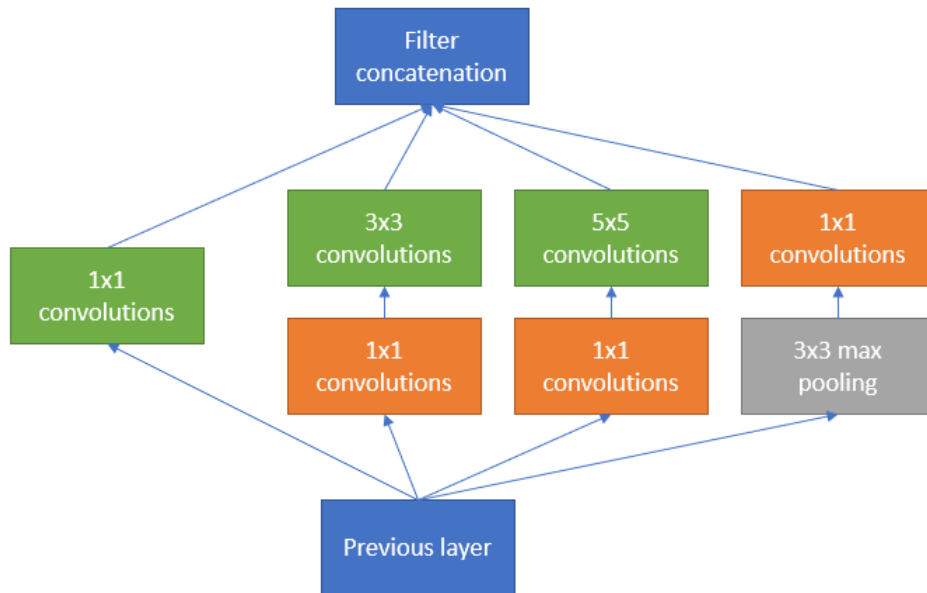 Filter
concatenation
3x3
convolutions
5x5
convolutions
1x1
convolutions
1x1
convolutions
1x1
convolutions
1x1
convolutions
3x3 max
pooling
Previous layer